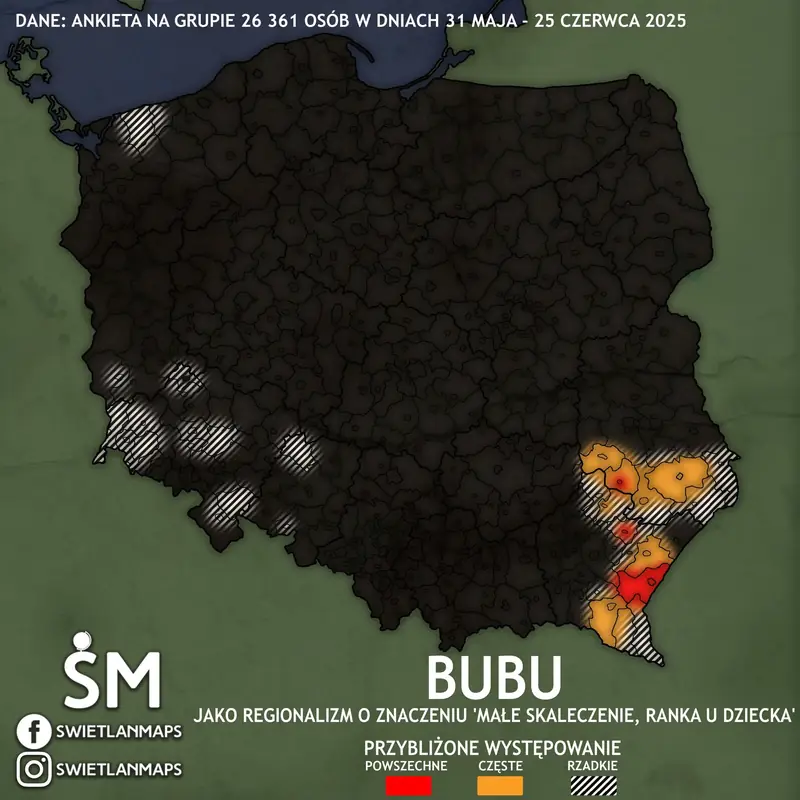 DANE: ANKIETA NA GRUPIE 26 361 OSÓB W DNIACH 31 MAJA - 25 CZERWCA 2025
ŚM
SWIETLANMAPS
SWIETLANMAPS
BUBU
JAKO REGIONALIZM O ZNACZENIU 'MAŁE SKALECZENIE, RANKA U DZIECKA'
PRZYBLIŻONE WYSTĘPOWANIE
POWSZECHNE CZĘSTE RZADKIE